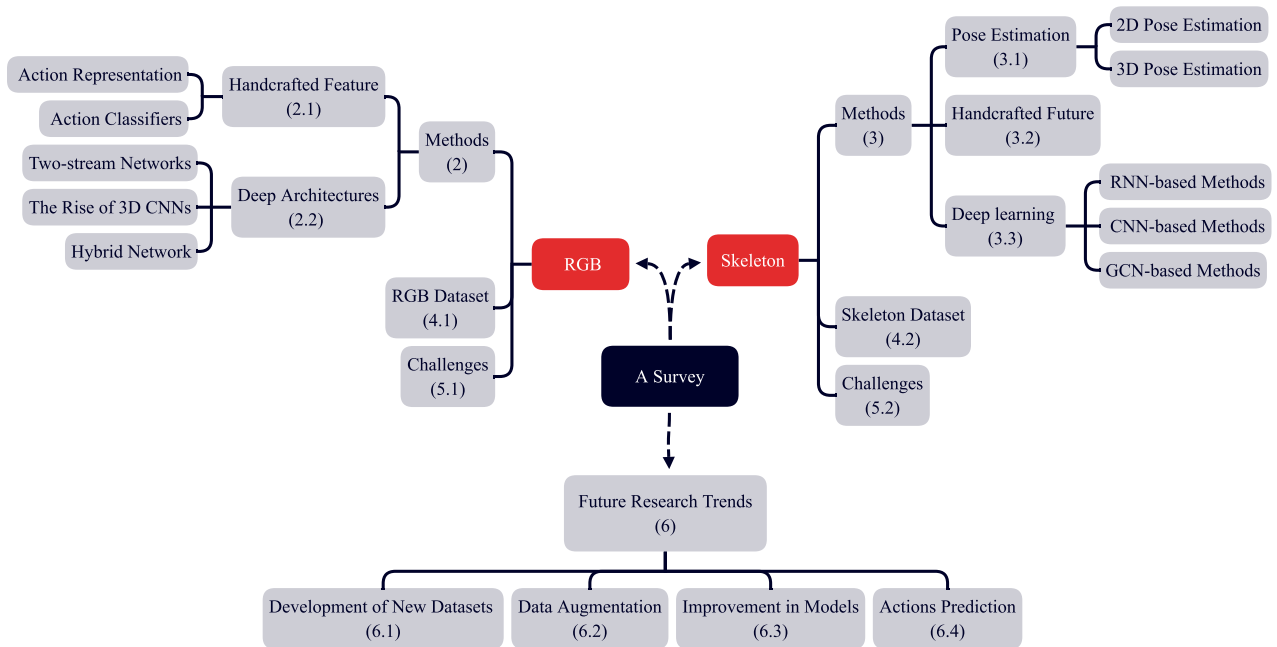 Action Representation
Action Classifiers
Handcrafted Feature
(2.1)
Two-stream Networks
The Rise of 3D CNNs
Hybrid Network
Deep Architectures
(2.2)
Methods
(2)
RGB Dataset
(4.1)
Challenges
(5.1)
RGB
Skeleton
A Survey
Methods
(3)
Pose Estimation
(3.1)
2D Pose Estimation
3D Pose Estimation
Handcrafted Future
(3.2)
Deep learning
(3.3)
RNN-based Methods
CNN-based Methods
GCN-based Methods
Skeleton Dataset
(4.2)
Challenges
(5.2)
Future Research Trends
(6)
Development of New Datasets
(6.1)
Data Augmentation
(6.2)
Improvement in Models
(6.3)
Actions Prediction
(6.4)